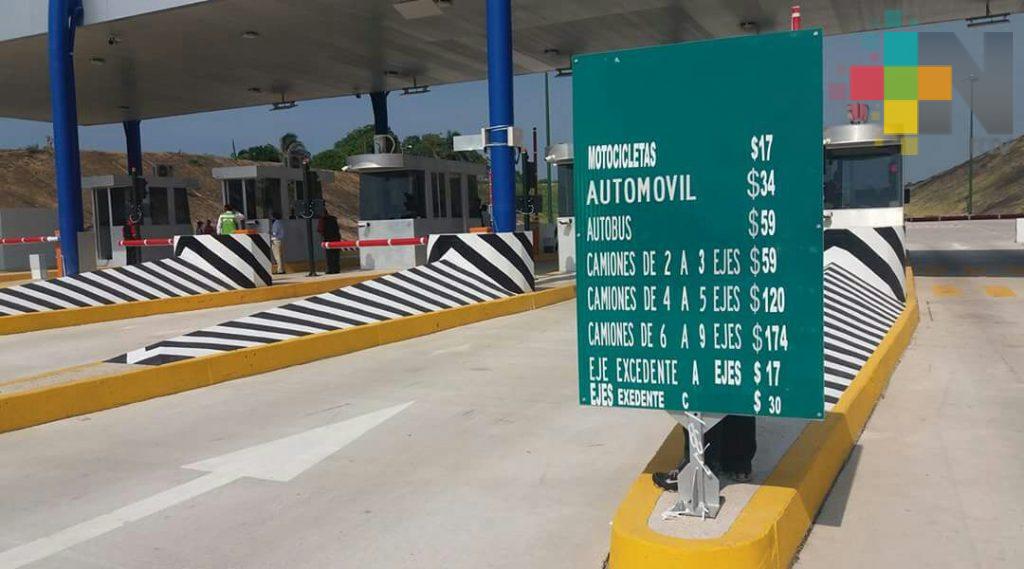 MOTOCICLETAS $17
AUTOMOVIL $34
AUTOBUS $59
CAMIONES DE 2 A 3 EJES $59
CAMIONES DE 4 A 5 EJES $120
CAMIONES DE 6 A 9 EJES $174
EJE EXCEDENTE A EJES $17
EJES EXEDENTE C $30
N